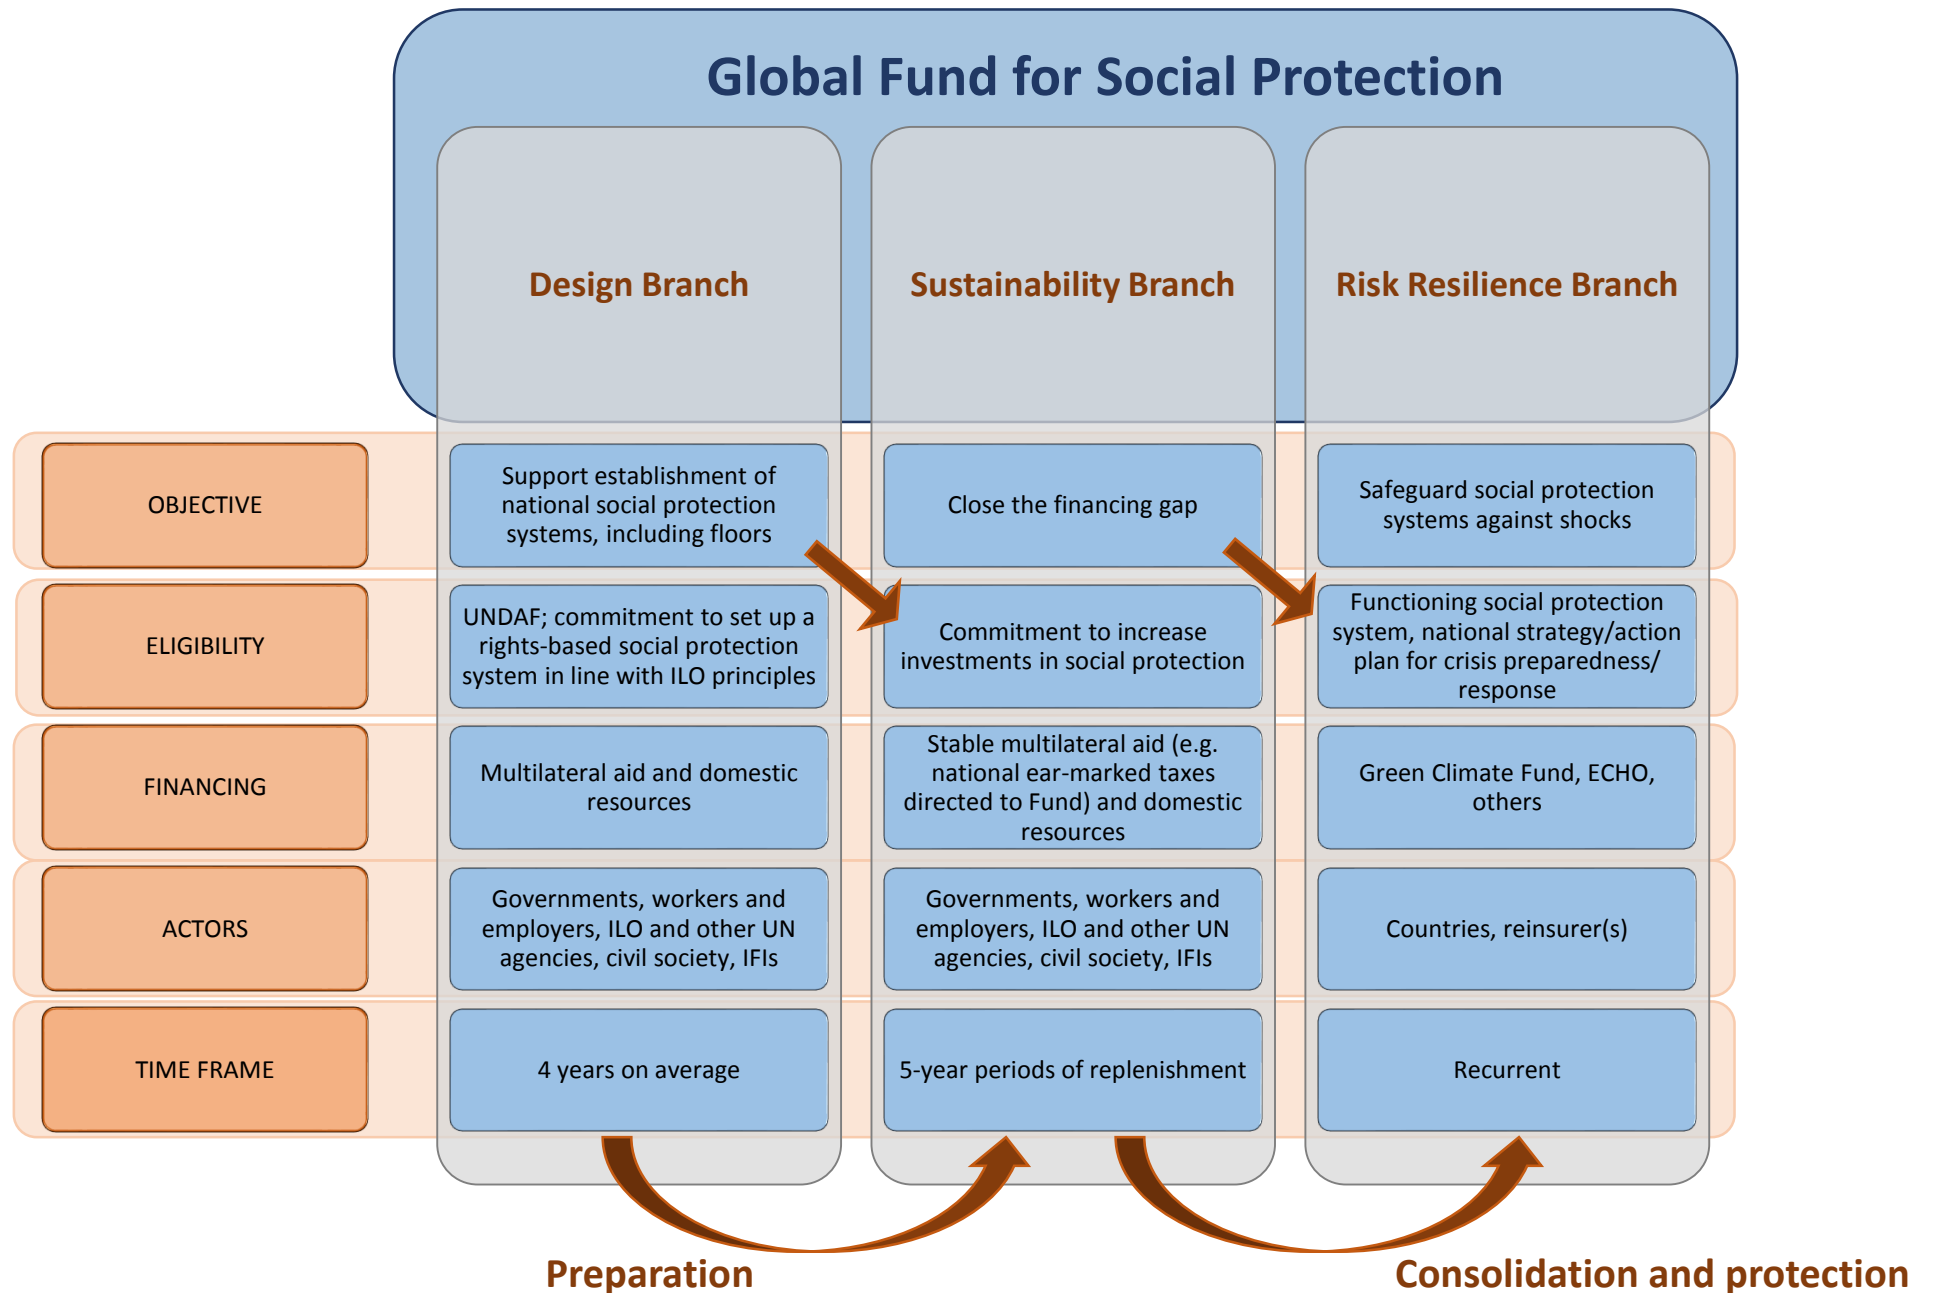 Global Fund for Social Protection
Design Branch
Sustainability Branch
Risk Resilience Branch
OBJECTIVE
Support establishment of
national social protection
systems, including floors
Close the financing gap
Safeguard social protection
systems against shocks
ELIGIBILITY
UNDAF; commitment to set up a
rights-based social protection
system in line with ILO principles
Commitment to increase
investments in social protection
Functioning social protection
system, national strategy/action
plan for crisis preparedness/
response
FINANCING
Multilateral aid and domestic
resources
Stable multilateral aid (e.g.
national ear-marked taxes
directed to Fund) and domestic
resources
Green Climate Fund, ECHO,
others
ACTORS
Governments, workers and
employers, ILO and other UN
agencies, civil society, IFIs
Governments, workers and
employers, ILO and other UN
agencies, civil society, IFIs
Countries, reinsurer(s)
TIME FRAME
4 years on average
5-year periods of replenishment
Recurrent
Preparation
Consolidation and protection